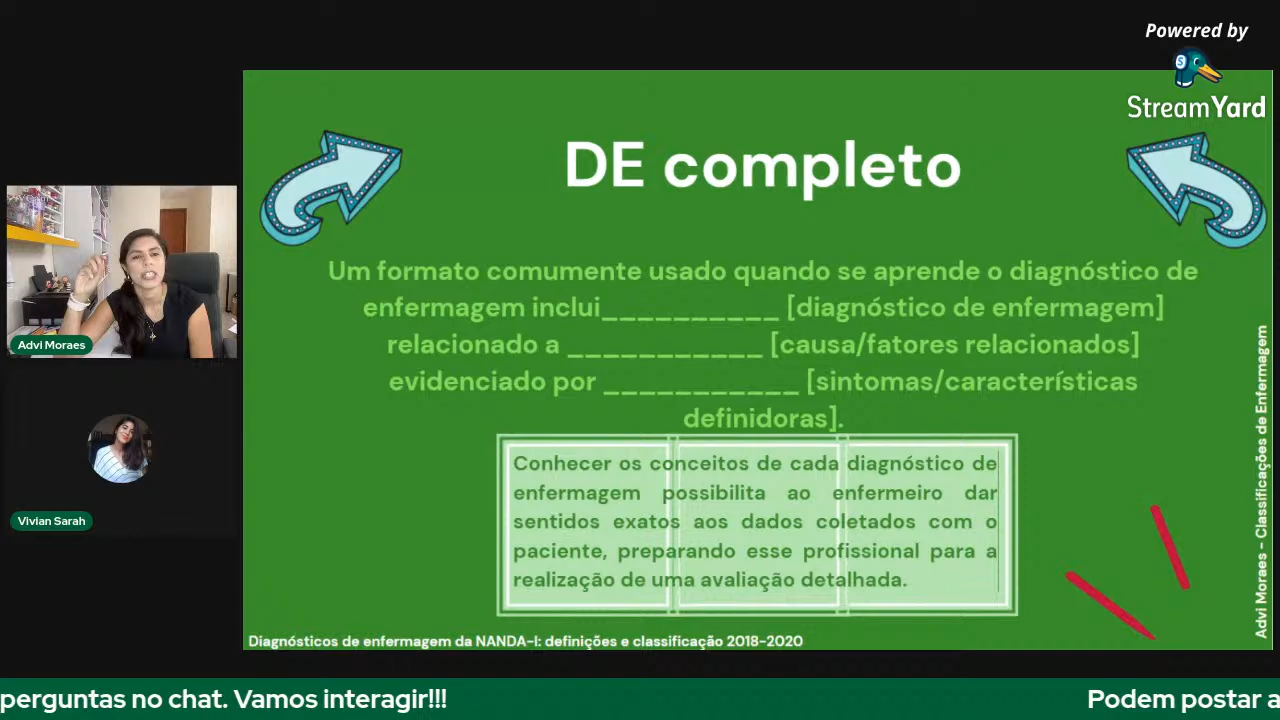 Powered by
StreamYard
DE completo
Um formato comumente usado quando se aprende o diagnóstico de
enfermagem inclui__________ [diagnóstico de enfermagem]
relacionado a ___________ [causa/fatores relacionados]
evidenciado por ___________ [sintomas/características
definidoras].
Conhecer os conceitos de cada diagnóstico de
enfermagem possibilita ao enfermeiro dar
sentidos exatos aos dados coletados com o
paciente, preparando esse profissional para a
realização de uma avaliação detalhada.
Diagnósticos de enfermagem da NANDA-I: definições e classificação 2018-2020
Advi Moraes - Classificações de Enfermagem
Advi Moraes
Vivian Sarah
perguntas no chat. Vamos interagir!!!
Podem postar a